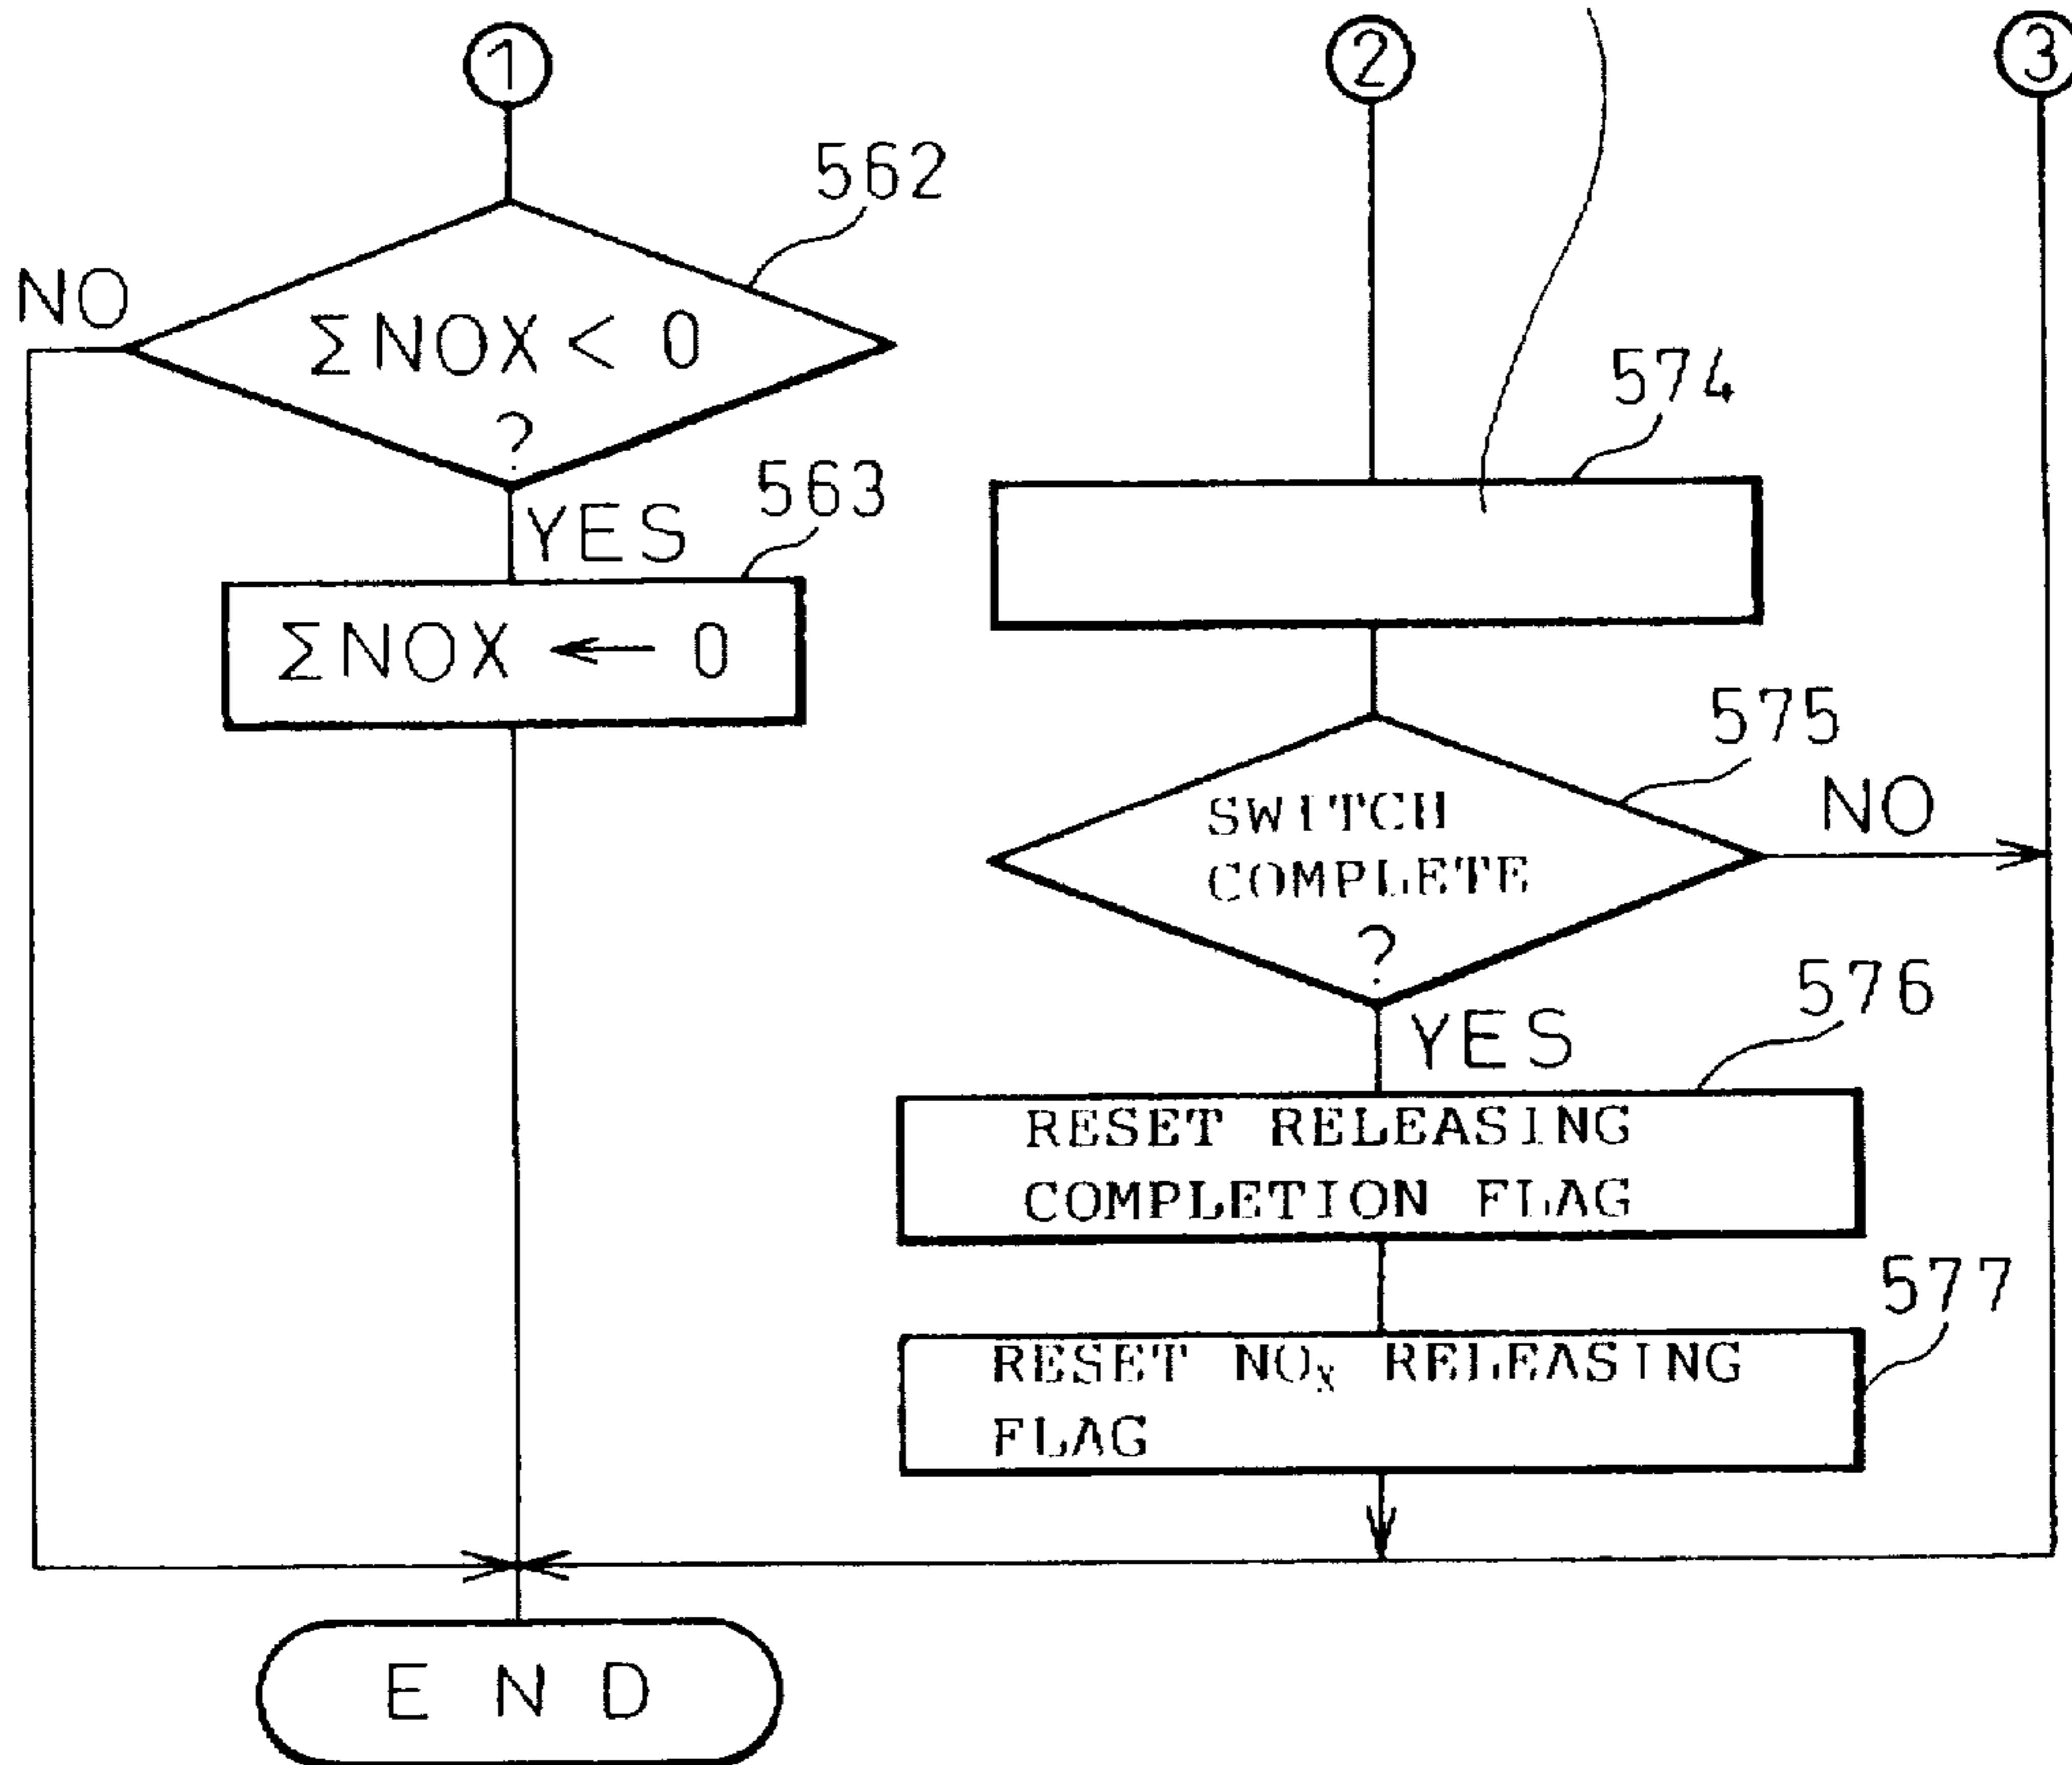 1
2
3
562
NO
ΣNOX < 0
?
YES
563
ΣNOX ← 0
574
575
SWITCH
COMPLETE
?
NO
YES
576
RESET RELEASING
COMPLETION FLAG
577
RESET NOx RELEASING
FLAG
END